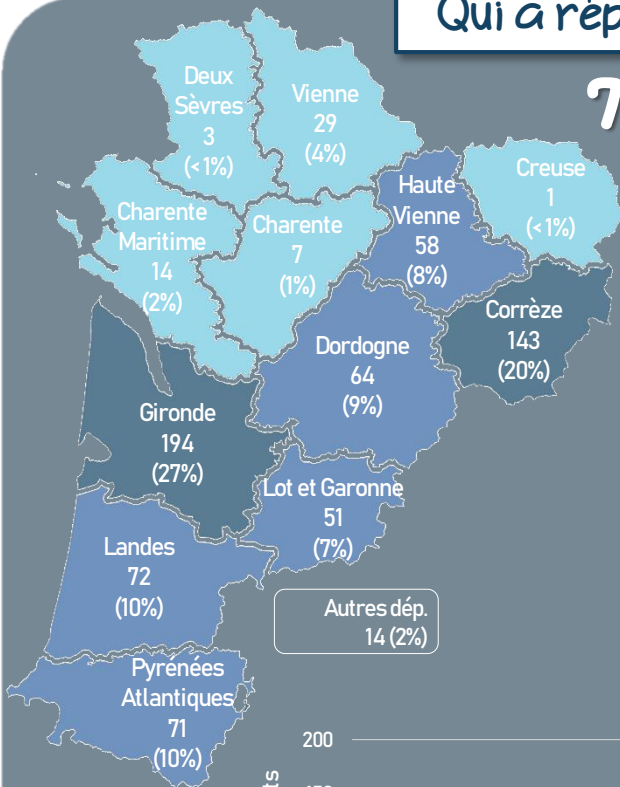 Qui a rép
7
Deux
Sèvres
3
(<1%)
Vienne
29
(4%)
Creuse
1
(<1%)
Haute
Vienne
58
(8%)
Charente
Maritime
14
(2%)
Charente
7
(1%)
Corrèze
143
(20%)
Dordogne
64
(9%)
Gironde
194
(27%)
Lot et Garonne
51
(7%)
Landes
72
(10%)
Autres dép.
14 (2%)
Pyrénées
Atlantiques
71
(10%)
200